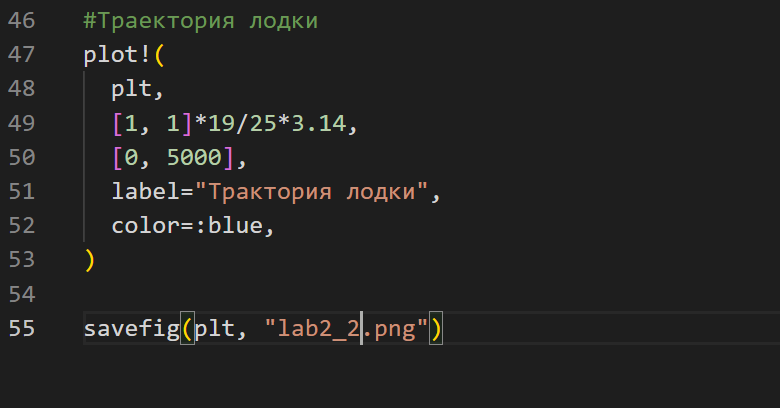 46 #Траектория лодки
47 plot!(
48 plt,
49 [1, 1]*19/25*3.14,
50 [0, 5000],
51 label="Трактория лодки",
52 color=:blue,
53 )
54
55 savefig(plt, "lab2_2.png")